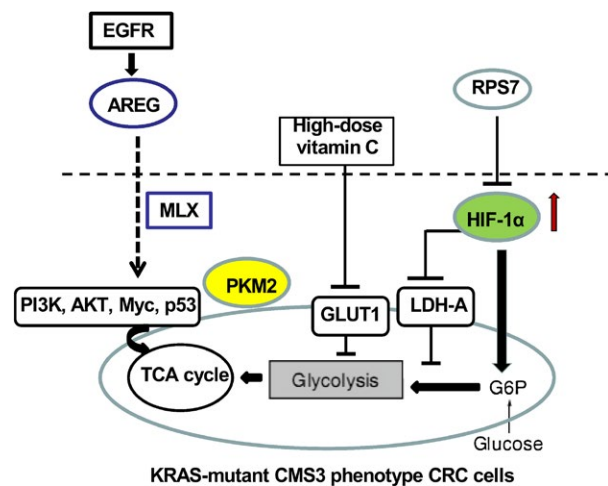 EGFR
AREG
RPS7
High-dose
vitamin C
MLX
HIF-1α
PKM2
PI3K, AKT, Myc, p53
GLUT1
LDH-A
TCA cycle
Glycolysis
G6P
Glucose
KRAS-mutant CMS3 phenotype CRC cells